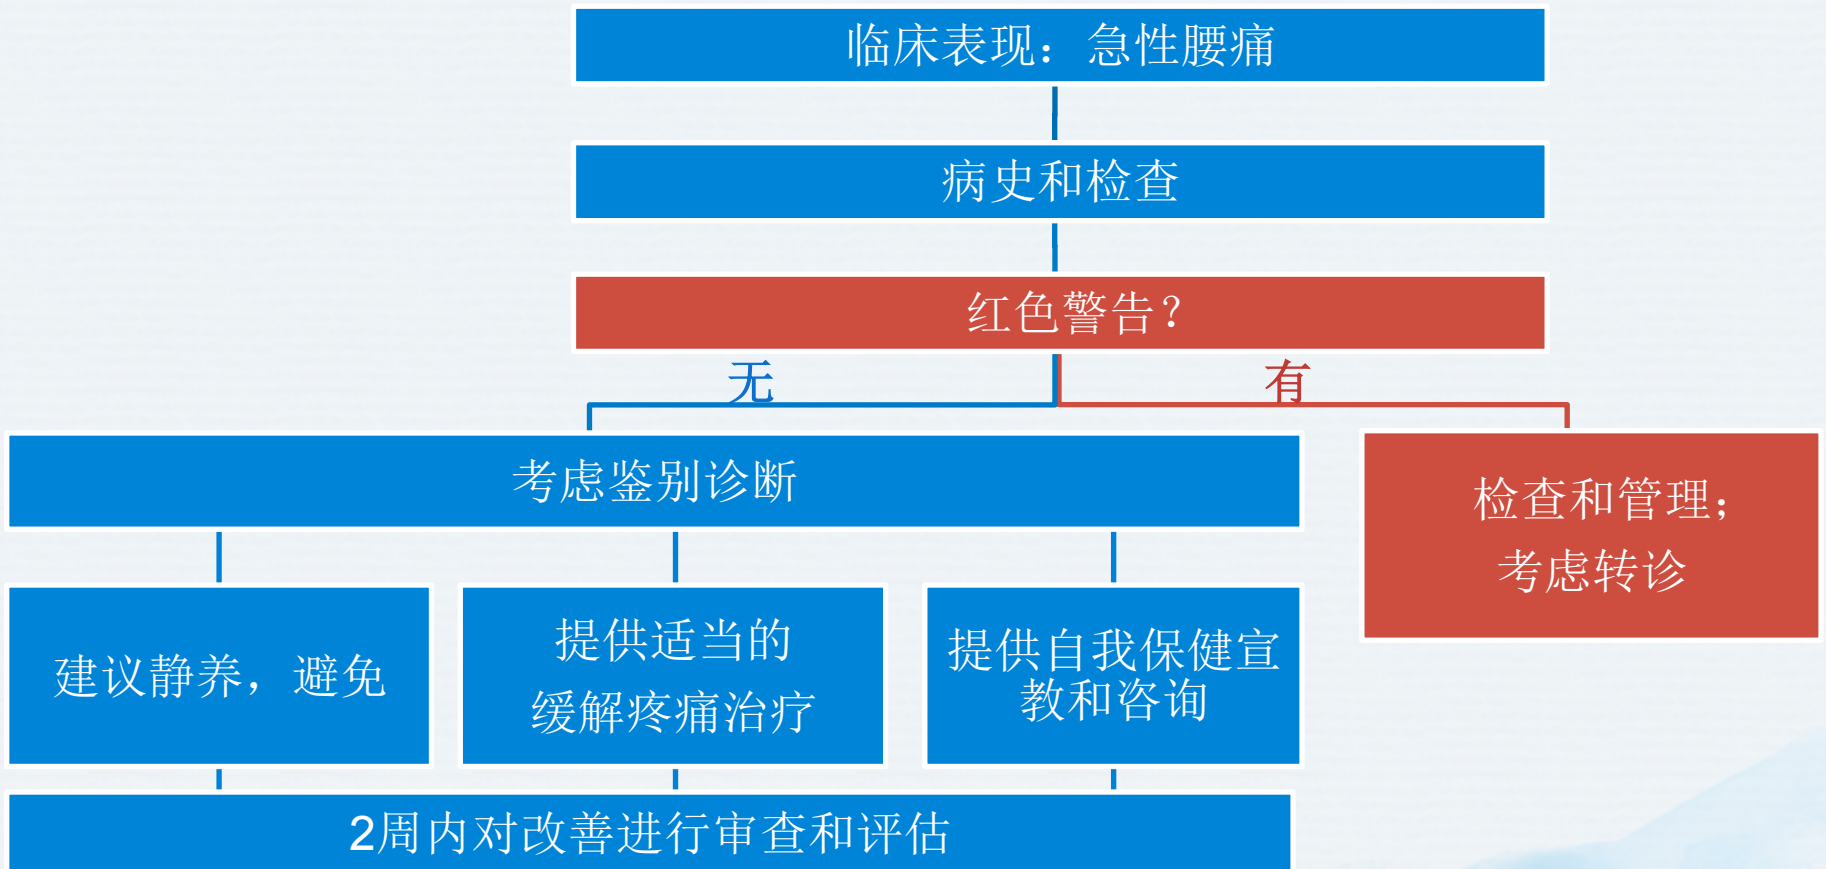 临床表现：急性腰痛
病史和检查
红色警告？
无
有
考虑鉴别诊断
检查和管理；
考虑转诊
建议静养，避免
提供适当的
缓解疼痛治疗
提供自我保健宣
教和咨询
2周内对改善进行审查和评估